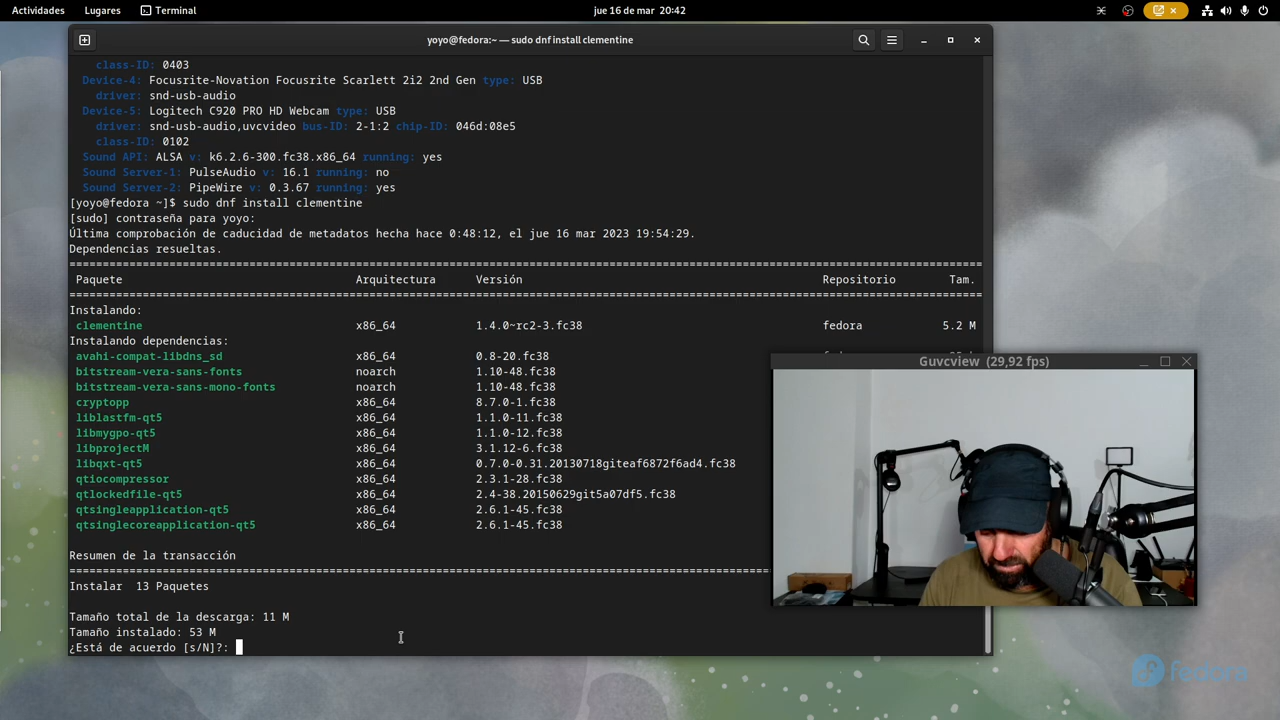 Actividades Lugares Terminal jue 16 de mar 20:42
yoyo@fedora:~ — sudo dnf install clementine
class-ID: 0403
Device-4: Focusrite-Novation Focusrite Scarlett 2i2 2nd Gen type: USB
driver: snd-usb-audio
Device-5: Logitech C920 PRO HD Webcam type: USB
driver: snd-usb-audio,uvcvideo bus-ID: 2-1:2 chip-ID: 046d:08e5
class-ID: 0102
Sound API: ALSA v: k6.2.6-300.fc38.x86_64 running: yes
Sound Server-1: PulseAudio v: 16.1 running: no
Sound Server-2: PipeWire v: 0.3.67 running: yes
[yoyo@fedora ~]$ sudo dnf install clementine
[sudo] contraseña para yoyo:
Última comprobación de caducidad de metadatos hecha hace 0:48:12, el jue 16 mar 2023 19:54:29.
Dependencias resueltas.
================================================================================
Paquete Arquitectura Versión Repositorio Tam.
================================================================================
Instalando:
clementine x86_64 1.4.0~rc2-3.fc38 fedora 5.2 M
Instalando dependencias:
avahi-compat-libdns_sd x86_64 0.8-20.fc38
bitstream-vera-sans-fonts noarch 1.10-48.fc38
bitstream-vera-sans-mono-fonts noarch 1.10-48.fc38
cryptopp x86_64 8.7.0-1.fc38
liblastfm-qt5 x86_64 1.1.0-11.fc38
libmygpo-qt5 x86_64 1.1.0-12.fc38
libprojectM x86_64 3.1.12-6.fc38
libqxt-qt5 x86_64 0.7.0-0.31.20130718giteaf6872f6ad4.fc38
qtiocompressor x86_64 2.3.1-28.fc38
qtlockedfile-qt5 x86_64 2.4-38.20150629git5a07df5.fc38
qtsingleapplication-qt5 x86_64 2.6.1-45.fc38
qtsinglecoreapplication-qt5 x86_64 2.6.1-45.fc38
Resumen de la transacción
================================================================================
Instalar 13 Paquetes
Tamaño total de la descarga: 11 M
Tamaño instalado: 53 M
¿Está de acuerdo [s/N]?:
Guvcview (29,92 fps)
fedora